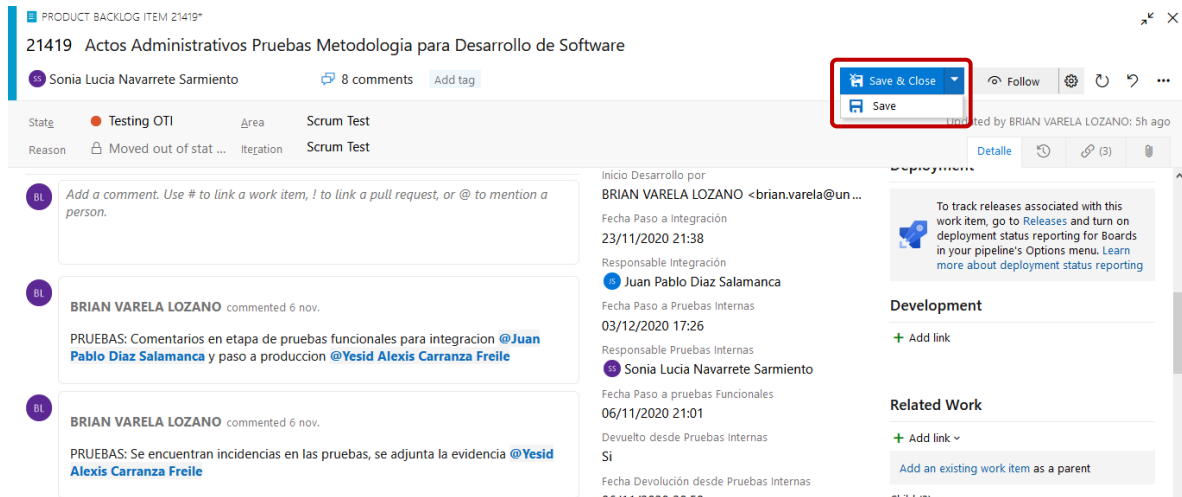 PRODUCT BACKLOG ITEM 21419*
21419 Actos Administrativos Pruebas Metodologia para Desarrollo de Software
SS Sonia Lucia Navarrete Sarmiento
8 comments
Add tag
Save & Close
Follow
Save
State
Testing OTI
Area
Scrum Test
Updated by BRIAN VARELA LOZANO: 5h ago
Reason
Moved out of stat ...
Iteration
Scrum Test
Detalle
(3)
BL
Add a comment. Use # to link a work item, ! to link a pull request, or @ to mention a
person.
BL
BRIAN VARELA LOZANO commented 6 nov.
PRUEBAS: Comentarios en etapa de pruebas funcionales para integracion @Juan
Pablo Diaz Salamanca y paso a produccion @Yesid Alexis Carranza Freile
BL
BRIAN VARELA LOZANO commented 6 nov.
PRUEBAS: Se encuentran incidencias en las pruebas, se adjunta la evidencia @Yesid
Alexis Carranza Freile
Inicio Desarrollo por
BRIAN VARELA LOZANO <brian.varela@un ...
Fecha Paso a Integración
23/11/2020 21:38
Responsable Integración
JS Juan Pablo Diaz Salamanca
Fecha Paso a Pruebas Internas
03/12/2020 17:26
Responsable Pruebas Internas
SS Sonia Lucia Navarrete Sarmiento
Fecha Paso a pruebas Funcionales
06/11/2020 21:01
Devuelto desde Pruebas Internas
Si
Fecha Devolución desde Pruebas Internas
Deployment
To track releases associated with this
work item, go to Releases and turn on
deployment status reporting for Boards
in your pipeline's Options menu. Learn
more about deployment status reporting
Development
+ Add link
Related Work
+ Add link
Add an existing work item as a parent